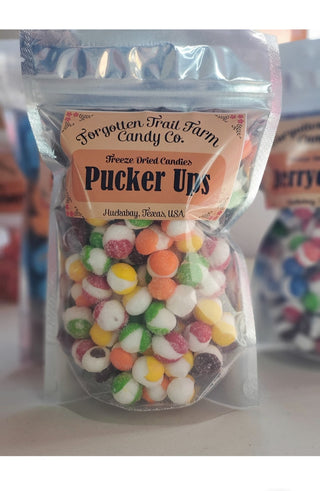 Forgotten Trail Farm
Candy Co.
Freeze Dried Candies
Pucker Ups
Huckabay, Texas, USA